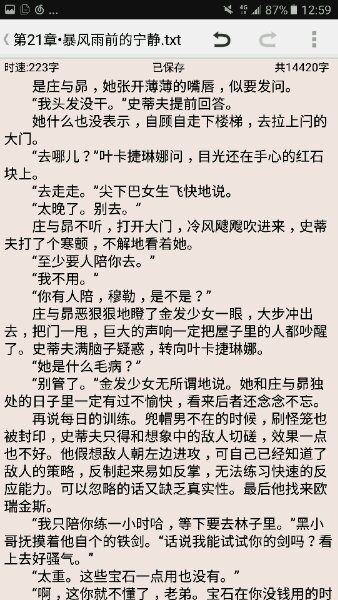 4G 87% 12:59
第21章·暴风雨前的宁静.txt
时速:223字 已保存 共14420字
是庄与昴，她张开薄薄的嘴唇，似要发问。
“我头发没干。”史蒂夫提前回答。
她什么也没表示，自顾自走下楼梯，去拉上闩的
大门。
“去哪儿？”叶卡捷琳娜问，目光还在手心的红石
块上。
“去走走。”尖下巴女生飞快地说。
“太晚了。别去。”
庄与昴不听，打开大门，冷风飕飕吹进来，史蒂
夫打了个寒颤，不解地看着她。
“至少要人陪你去。”
“我不用。”
“你有人陪，穆勒，是不是？”
庄与昴恶狠狠地瞪了金发少女一眼，大步冲出
去，把门一甩，巨大的声响一定把屋子里的人都吵醒
了。史蒂夫满脑子疑惑，转向叶卡捷琳娜。
“她是什么毛病？”
“别管了。”金发少女无所谓地说。她和庄与昴独
处的日子里一定有过不愉快，看来后者还念念不忘。
再说每日的训练。兜帽男不在的时候，刷怪笼也
被封印，史蒂夫只得和想象中的敌人切磋，效果一点
也不好。他假想敌人朝左边进攻，可自己已经知道了
敌人的策略，反制起来易如反掌，无法练习快速的反
应能力。可以忽略的话又缺乏真实性。最后他找来欧
瑞金斯。
“我只陪你练一小时哈，等下要去林子里。”黑小
哥抚摸着他自个的铁剑。“话说我能试试你的剑吗？看
上去好骚气。”
“太重。这些宝石一点用也没有。”
“啊，这你就不懂了，老弟。宝石在你没钱用的时